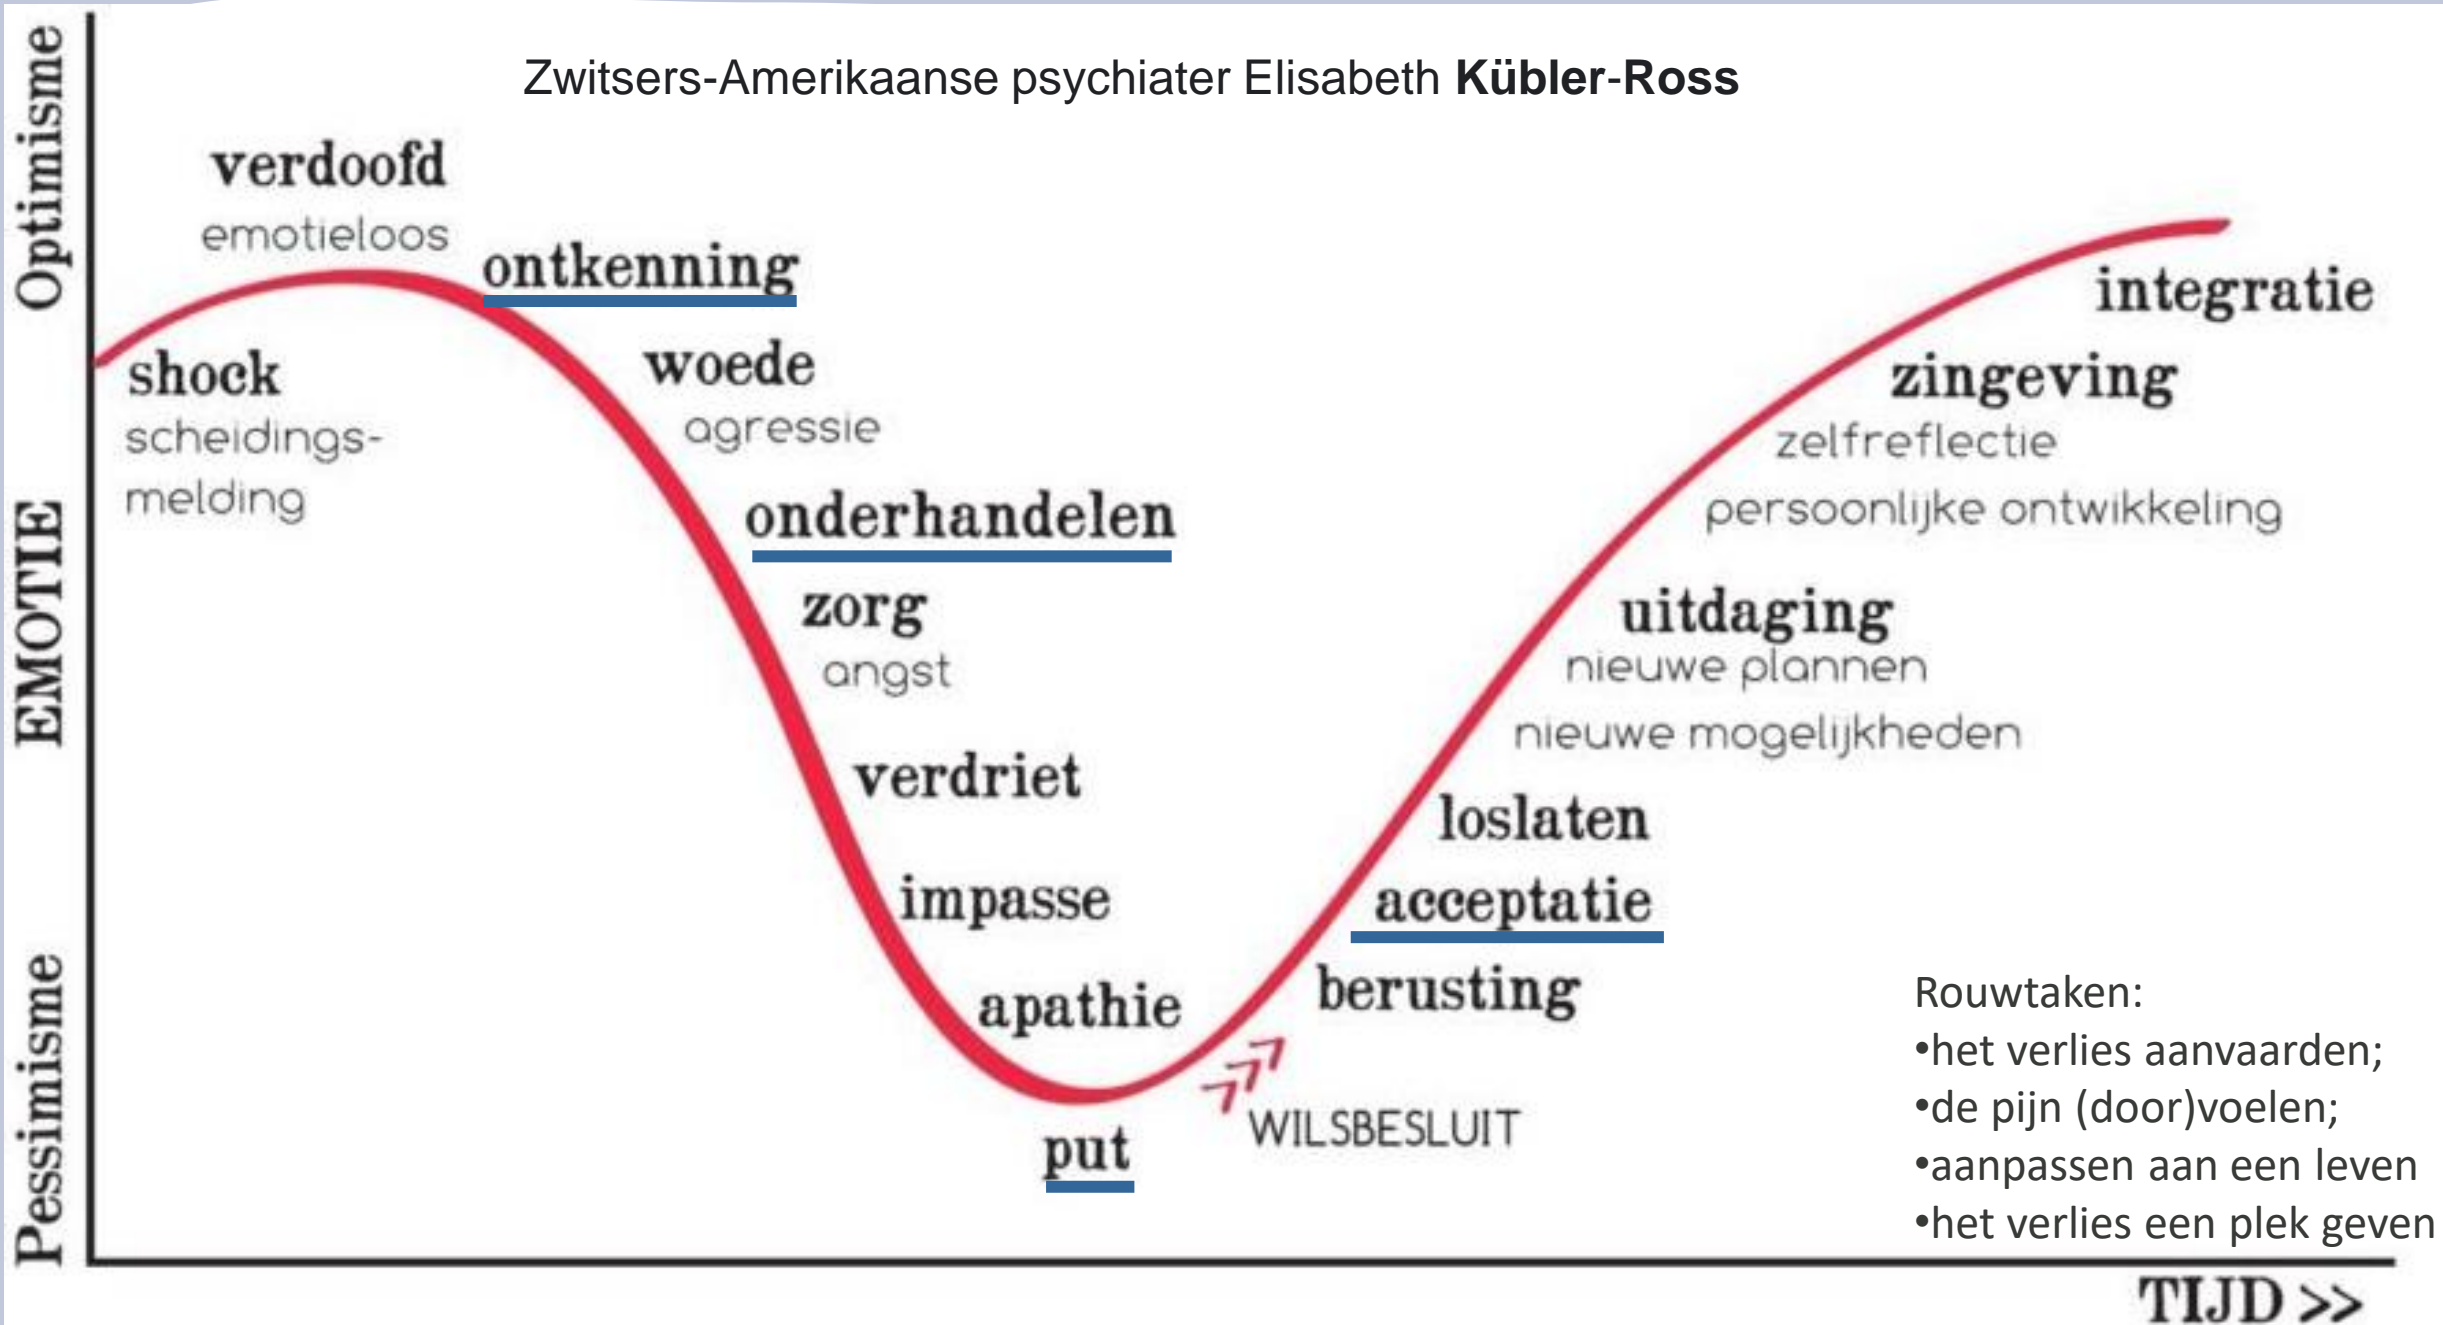 Zwitsers-Amerikaanse psychiater Elisabeth Kübler-Ross
Optimisme
EMOTIE
Pessimisme
verdoofd
emotieloos
shock
scheidings-
melding
ontkenning
woede
agressie
onderhandelen
zorg
angst
verdriet
impasse
apathie
put
WILSBESLUIT
berusting
acceptatie
loslaten
uitdaging
nieuwe plannen
nieuwe mogelijkheden
zingeving
zelfreflectie
persoonlijke ontwikkeling
integratie
Rouwtaken:
•het verlies aanvaarden;
•de pijn (door)voelen;
•aanpassen aan een leven
•het verlies een plek geven
TIJD >>